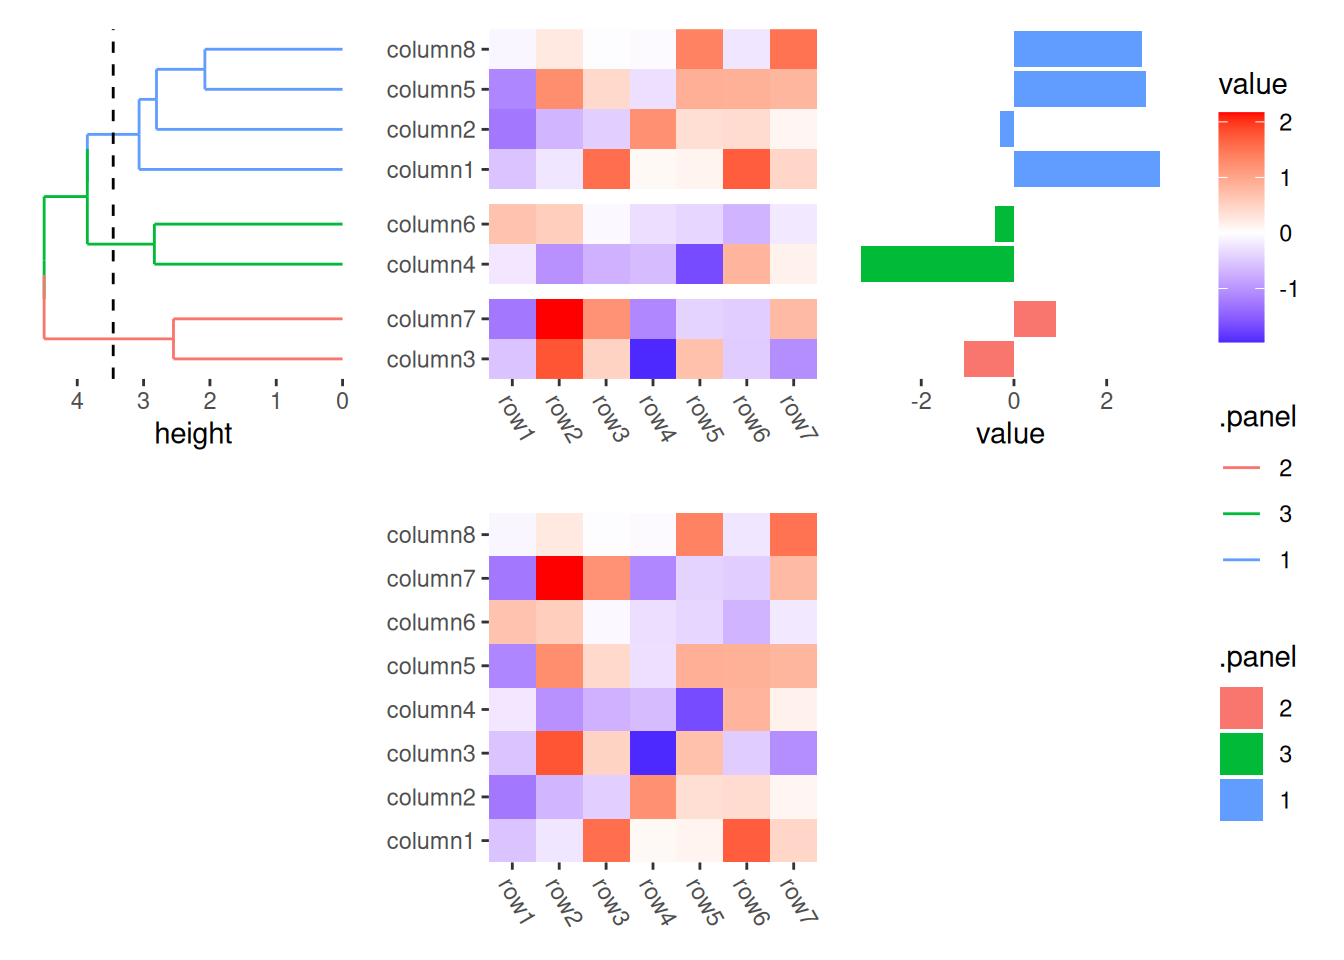 column8
column5
column2
column1
column6
column4
column7
column3
4 3 2 1 0
height
row1 row2 row3 row4 row5 row6 row7
-2 0 2
value
value
2
1
0
-1
.panel
2
3
1
.panel
2
3
1
column8
column7
column6
column5
column4
column3
column2
column1
row1 row2 row3 row4 row5 row6 row7